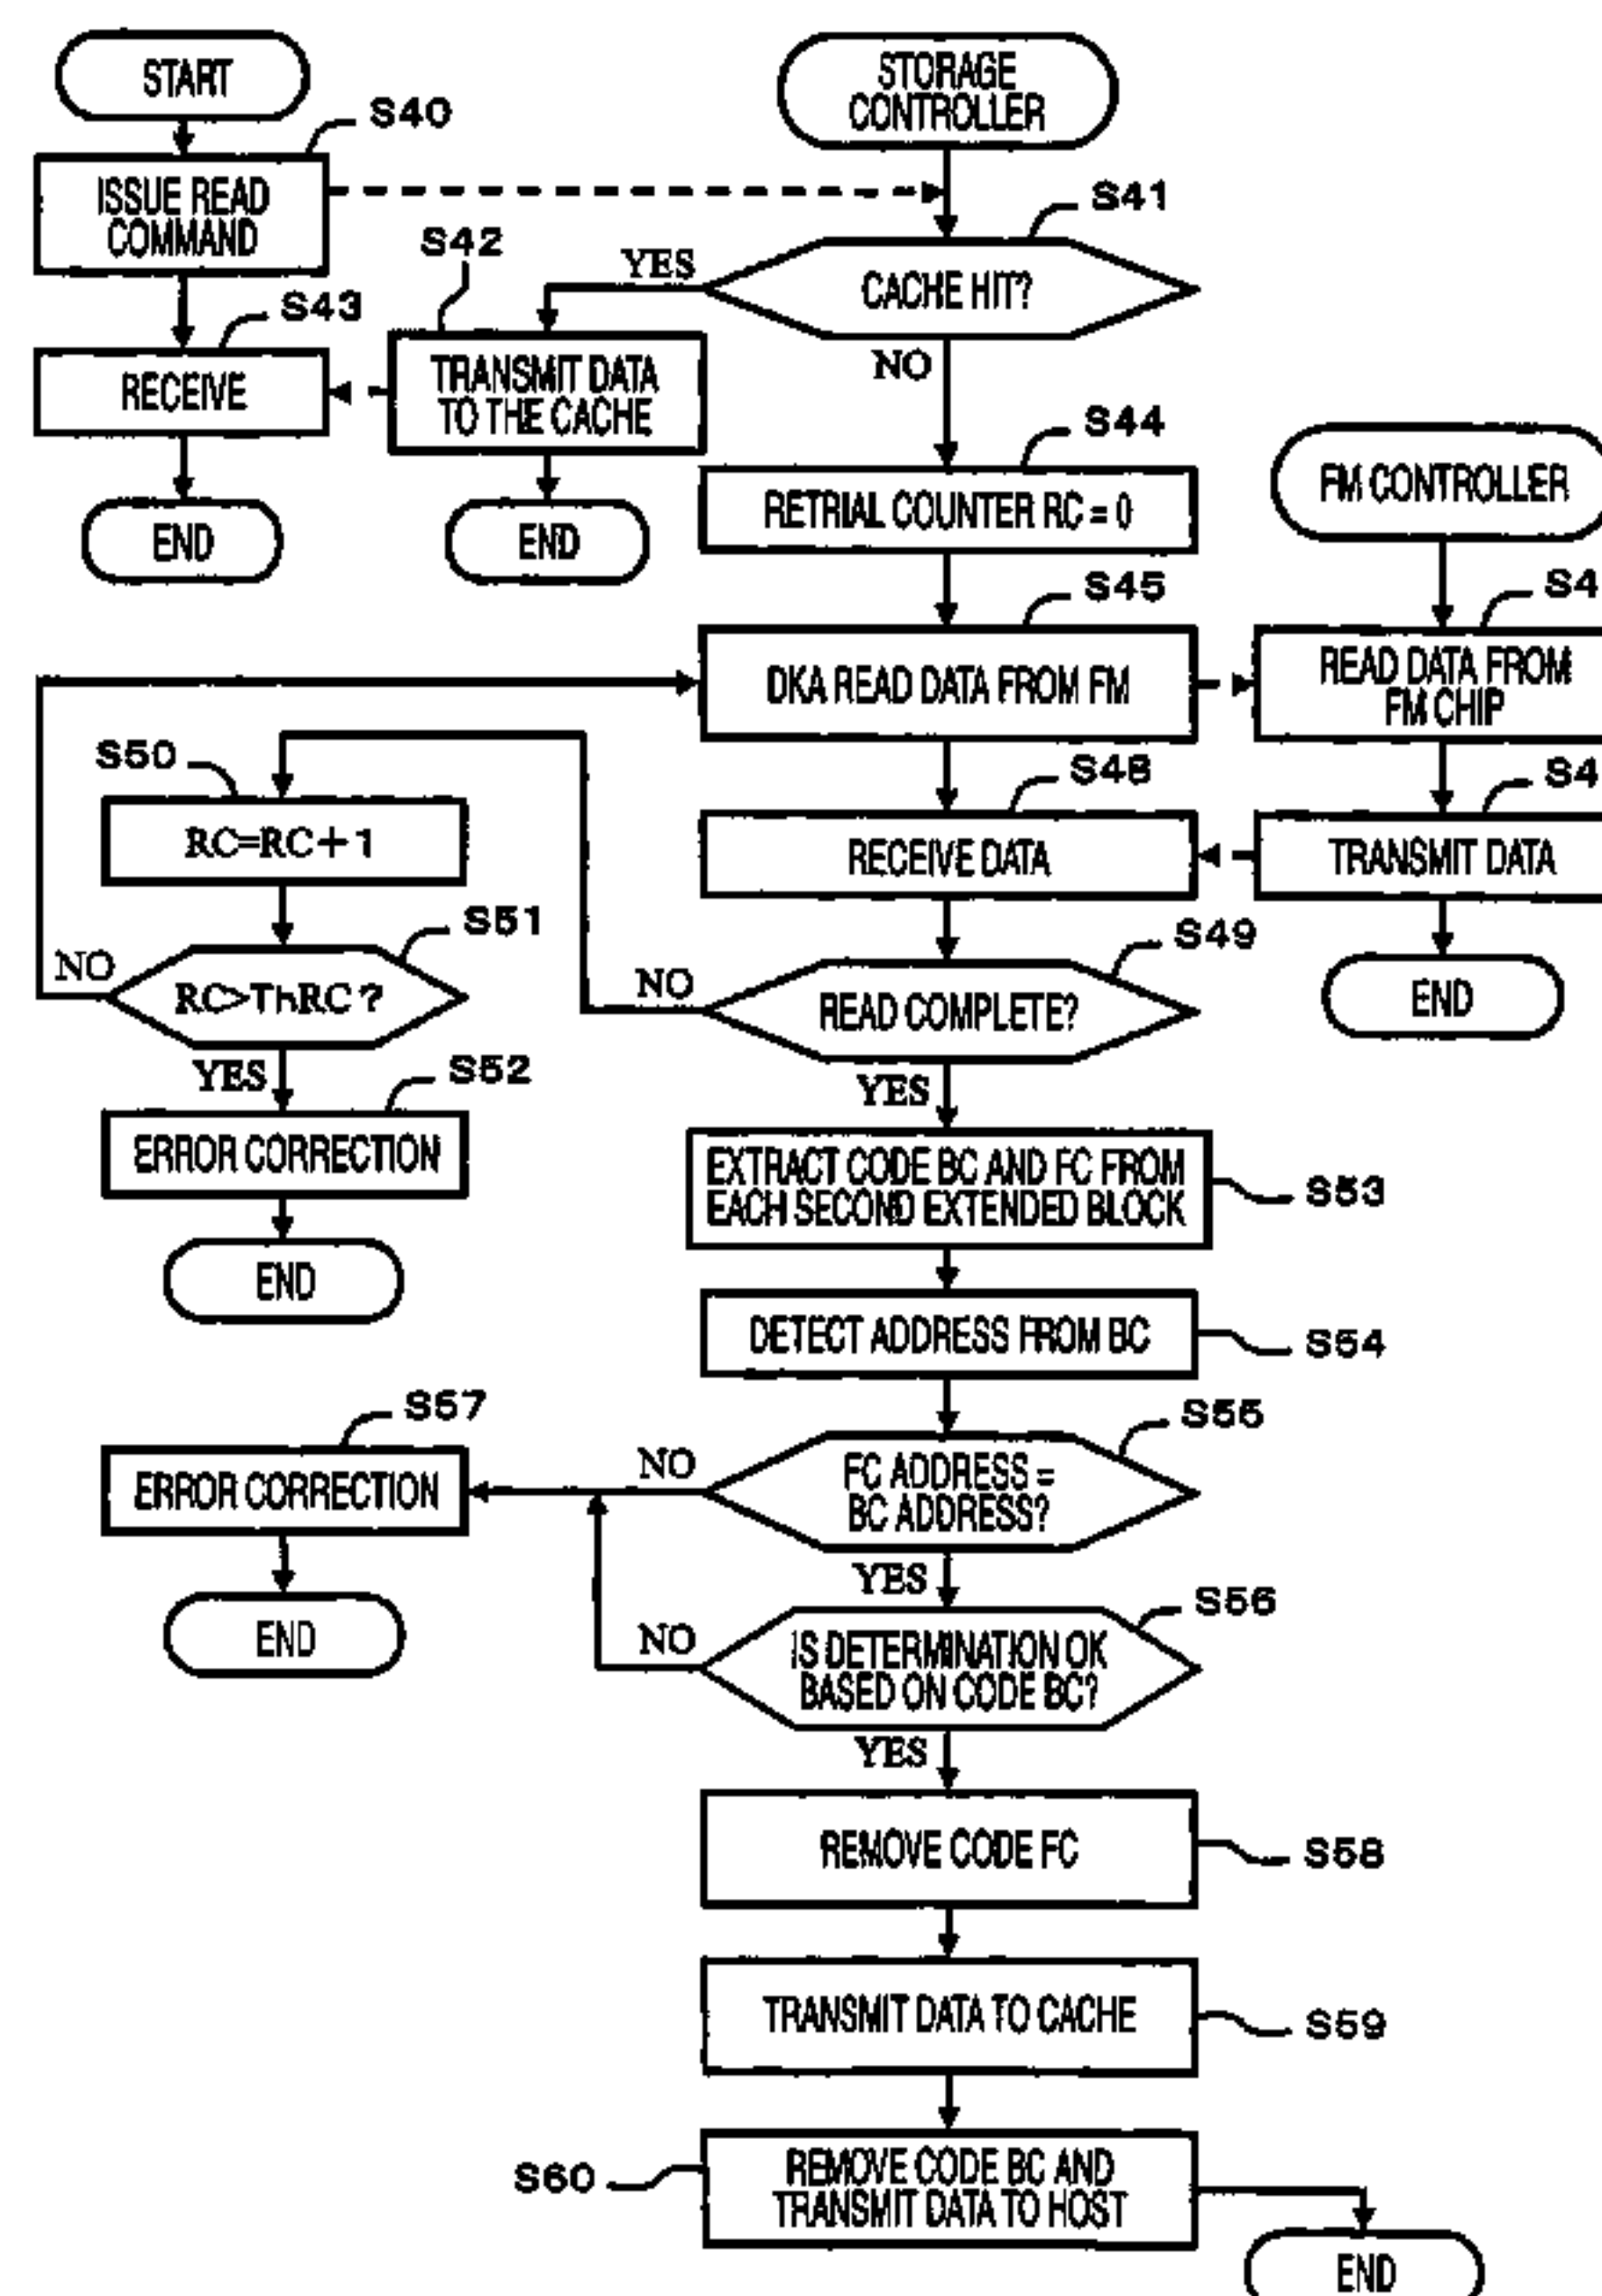 START
S40
ISSUE READ
COMMAND
S43
RECEIVE
END
STORAGE
CONTROLLER
S41
CACHE HIT?
YES
NO
S42
TRANSMIT DATA
TO THE CACHE
END
S44
RETRIAL COUNTER RC = 0
S45
DKA READ DATA FROM FM
FM CONTROLLER
S4
READ DATA FROM
FM CHIP
S4
TRANSMIT DATA
END
S48
RECEIVE DATA
S49
READ COMPLETE?
NO
YES
S50
RC=RC+1
S51
RC>ThRC?
NO
YES
S52
ERROR CORRECTION
END
EXTRACT CODE BC AND FC FROM
EACH SECOND EXTENDED BLOCK
S53
DETECT ADDRESS FROM BC
S54
S55
FC ADDRESS =
BC ADDRESS?
NO
YES
S57
ERROR CORRECTION
END
S56
IS DETERMINATION OK
BASED ON CODE BC?
NO
YES
REMOVE CODE FC
S58
TRANSMIT DATA TO CACHE
S59
S60
REMOVE CODE BC AND
TRANSMIT DATA TO HOST
END